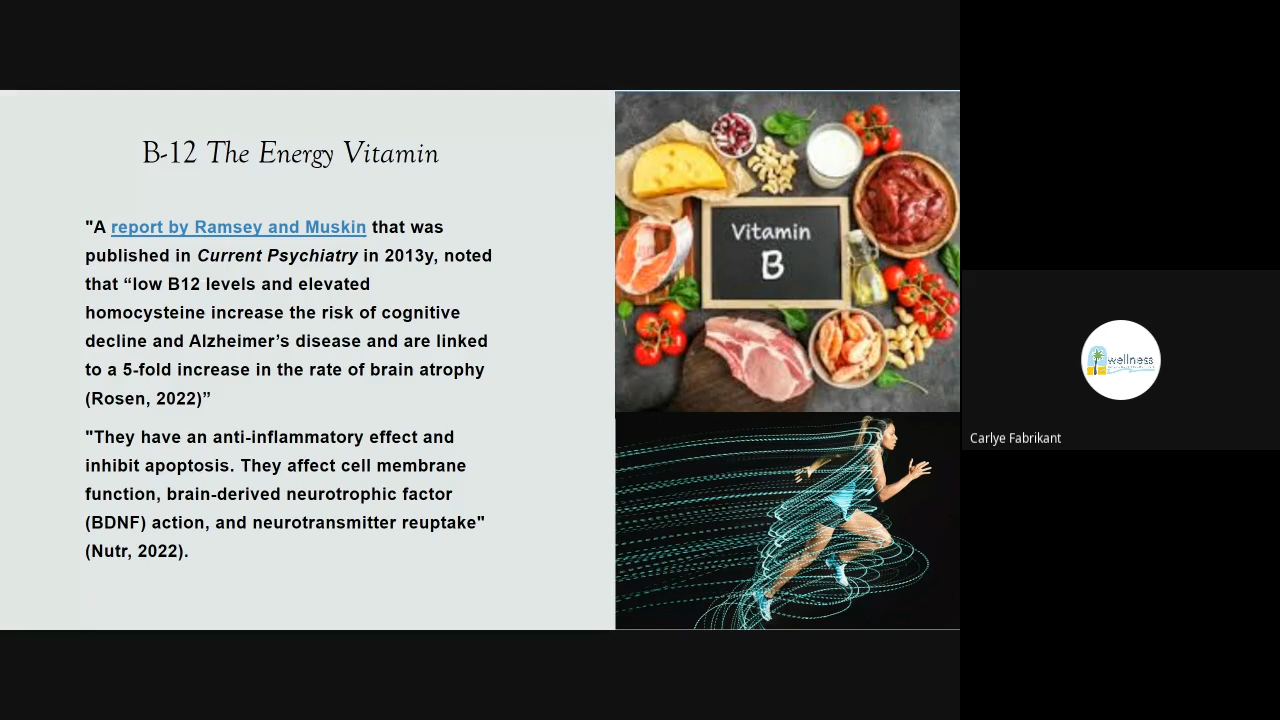 B-12 The Energy Vitamin
"A report by Ramsey and Muskin that was
published in Current Psychiatry in 2013y, noted
that “low B12 levels and elevated
homocysteine increase the risk of cognitive
decline and Alzheimer’s disease and are linked
to a 5-fold increase in the rate of brain atrophy
(Rosen, 2022)”
"They have an anti-inflammatory effect and
inhibit apoptosis. They affect cell membrane
function, brain-derived neurotrophic factor
(BDNF) action, and neurotransmitter reuptake"
(Nutr, 2022).
Vitamin
B
wellness
Carlye Fabrikant